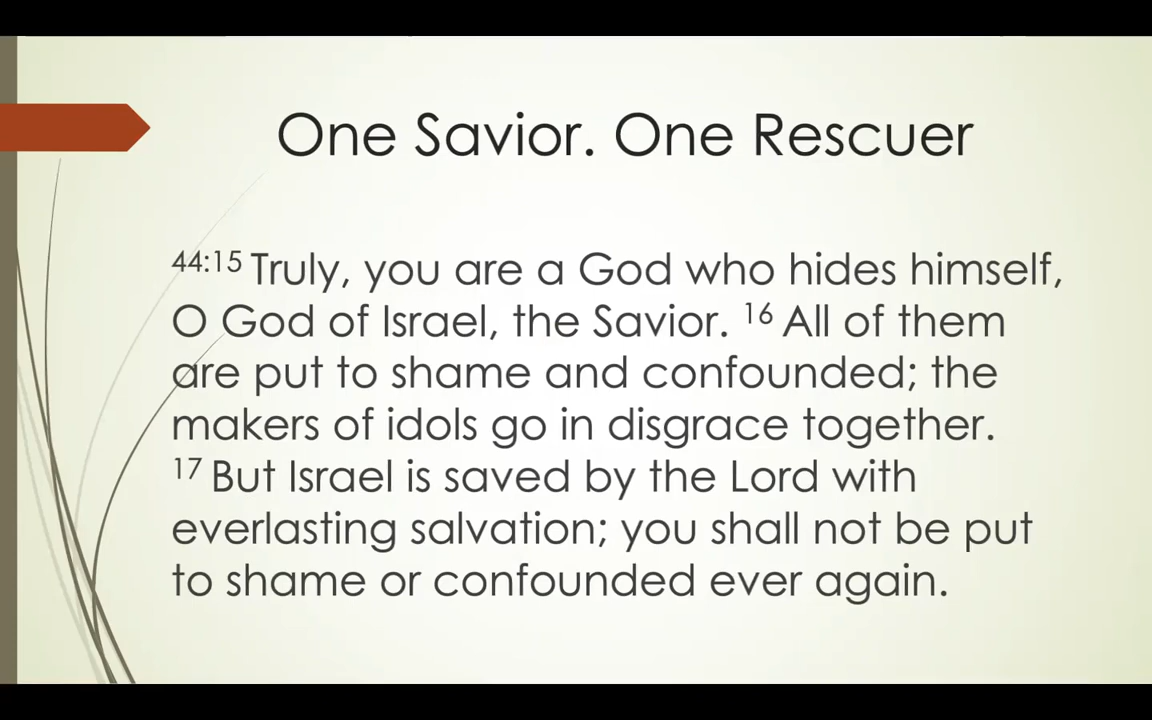 One Savior. One Rescuer
44:15 Truly, you are a God who hides himself,
O God of Israel, the Savior. 16 All of them
are put to shame and confounded; the
makers of idols go in disgrace together.
17 But Israel is saved by the Lord with
everlasting salvation; you shall not be put
to shame or confounded ever again.